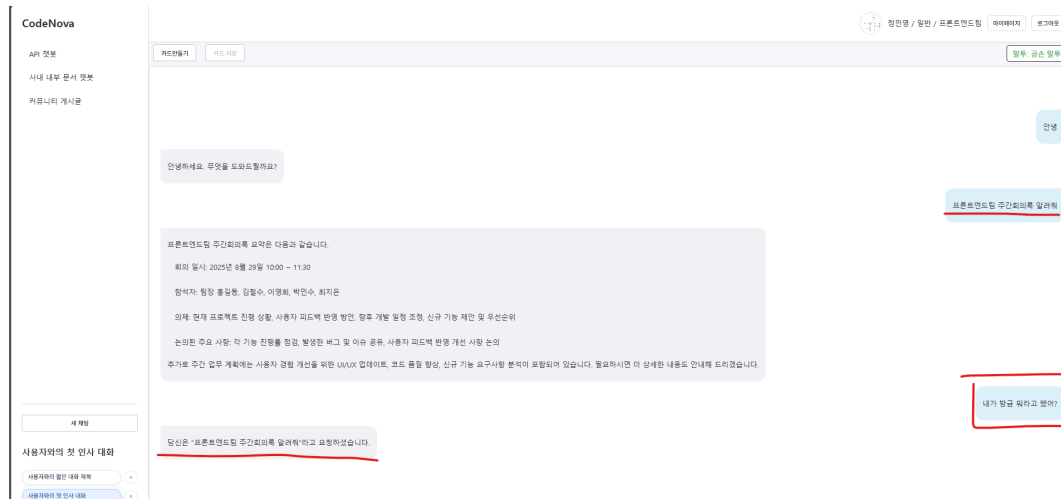 CodeNova
정민영 / 일반 / 프론트엔드팀
마이페이지
로그아웃
API 챗봇
카드만들기
카드 저장
말투: 공손 말투
사내 내부 문서 챗봇
커뮤니티 게시글
안녕
안녕하세요. 무엇을 도와드릴까요?
프론트엔드팀 주간회의록 알려줘
프론트엔드팀 주간회의록 요약은 다음과 같습니다.
회의 일시: 2025년 8월 29일 10:00 – 11:30
참석자: 팀장 홍길동, 김철수, 이영희, 박민수, 최지은
의제: 현재 프로젝트 진행 상황, 사용자 피드백 반영 방안, 향후 개발 일정 조정, 신규 기능 제안 및 우선순위
논의된 주요 사항: 각 기능 진행률 점검, 발생한 버그 및 이슈 공유, 사용자 피드백 반영 개선 사항 논의
추가로 주간 업무 계획에는 사용자 경험 개선을 위한 UI/UX 업데이트, 코드 품질 향상, 신규 기능 요구사항 분석이 포함되어 있습니다. 필요하시면 더 상세한 내용도 안내해 드리겠습니다.
내가 방금 뭐라고 했어?
당신은 "프론트엔드팀 주간회의록 알려줘"라고 요청하셨습니다.
새 채팅
사용자와의 첫 인사 대화
사용자와의 짧은 대화 제목
사용자와의 첫 인사 대화